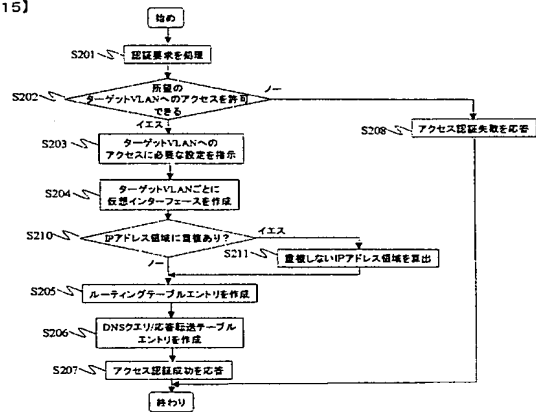 15】
始め
S201
認証要求を処理
S202
所望の
ターゲットVLANへのアクセスを許可
できる
ノー
イエス
S203
ターゲットVLANへの
アクセスに必要な設定を指示
S208
アクセス認証失敗を応答
S204
ターゲットVLANごとに
仮想インターフェースを作成
S210
IPアドレス領域に重複あり?
イエス
ノー
S211
重複しないIPアドレス領域を算出
S205
ルーティングテーブルエントリを作成
S206
DNSクエリ/応答転送テーブル
エントリを作成
S207
アクセス認証成功を応答
終わり